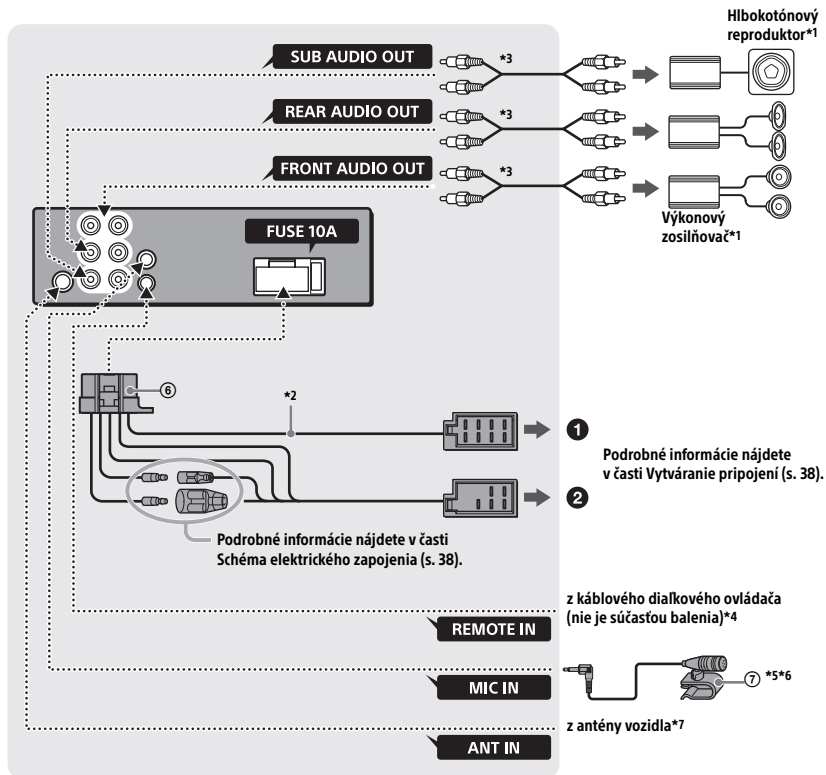 Hlbokotónový
reproduktor*1
SUB AUDIO OUT
*3
REAR AUDIO OUT
*3
FRONT AUDIO OUT
*3
Výkonový
zosilňovač*1
FUSE 10A
⑥
*2
❶
Podrobné informácie nájdete
v časti Vytváranie pripojení (s. 38).
❷
Podrobné informácie nájdete v časti
Schéma elektrického zapojenia (s. 38).
z káblového diaľkového ovládača
(nie je súčasťou balenia)*4
REMOTE IN
⑦ *5*6
MIC IN
z antény vozidla*7
ANT IN